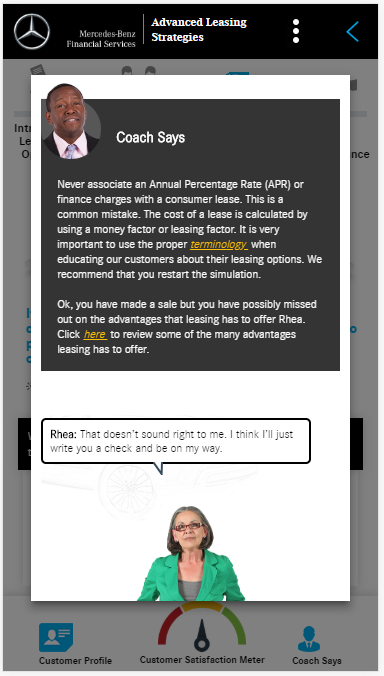 Mercedes-Benz
Financial Services
Advanced Leasing
Strategies
Coach Says
Never associate an Annual Percentage Rate (APR) or
finance charges with a consumer lease. This is a
common mistake. The cost of a lease is calculated by
using a money factor or leasing factor. It is very
important to use the proper terminology when
educating our customers about their leasing options. We
recommend that you restart the simulation.
Ok, you have made a sale but you have possibly missed
out on the advantages that leasing has to offer Rhea.
Click here to review some of the many advantages
leasing has to offer.
Rhea: That doesn't sound right to me. I think I'll just
write you a check and be on my way.
Customer Profile
Customer Satisfaction Meter
Coach Says